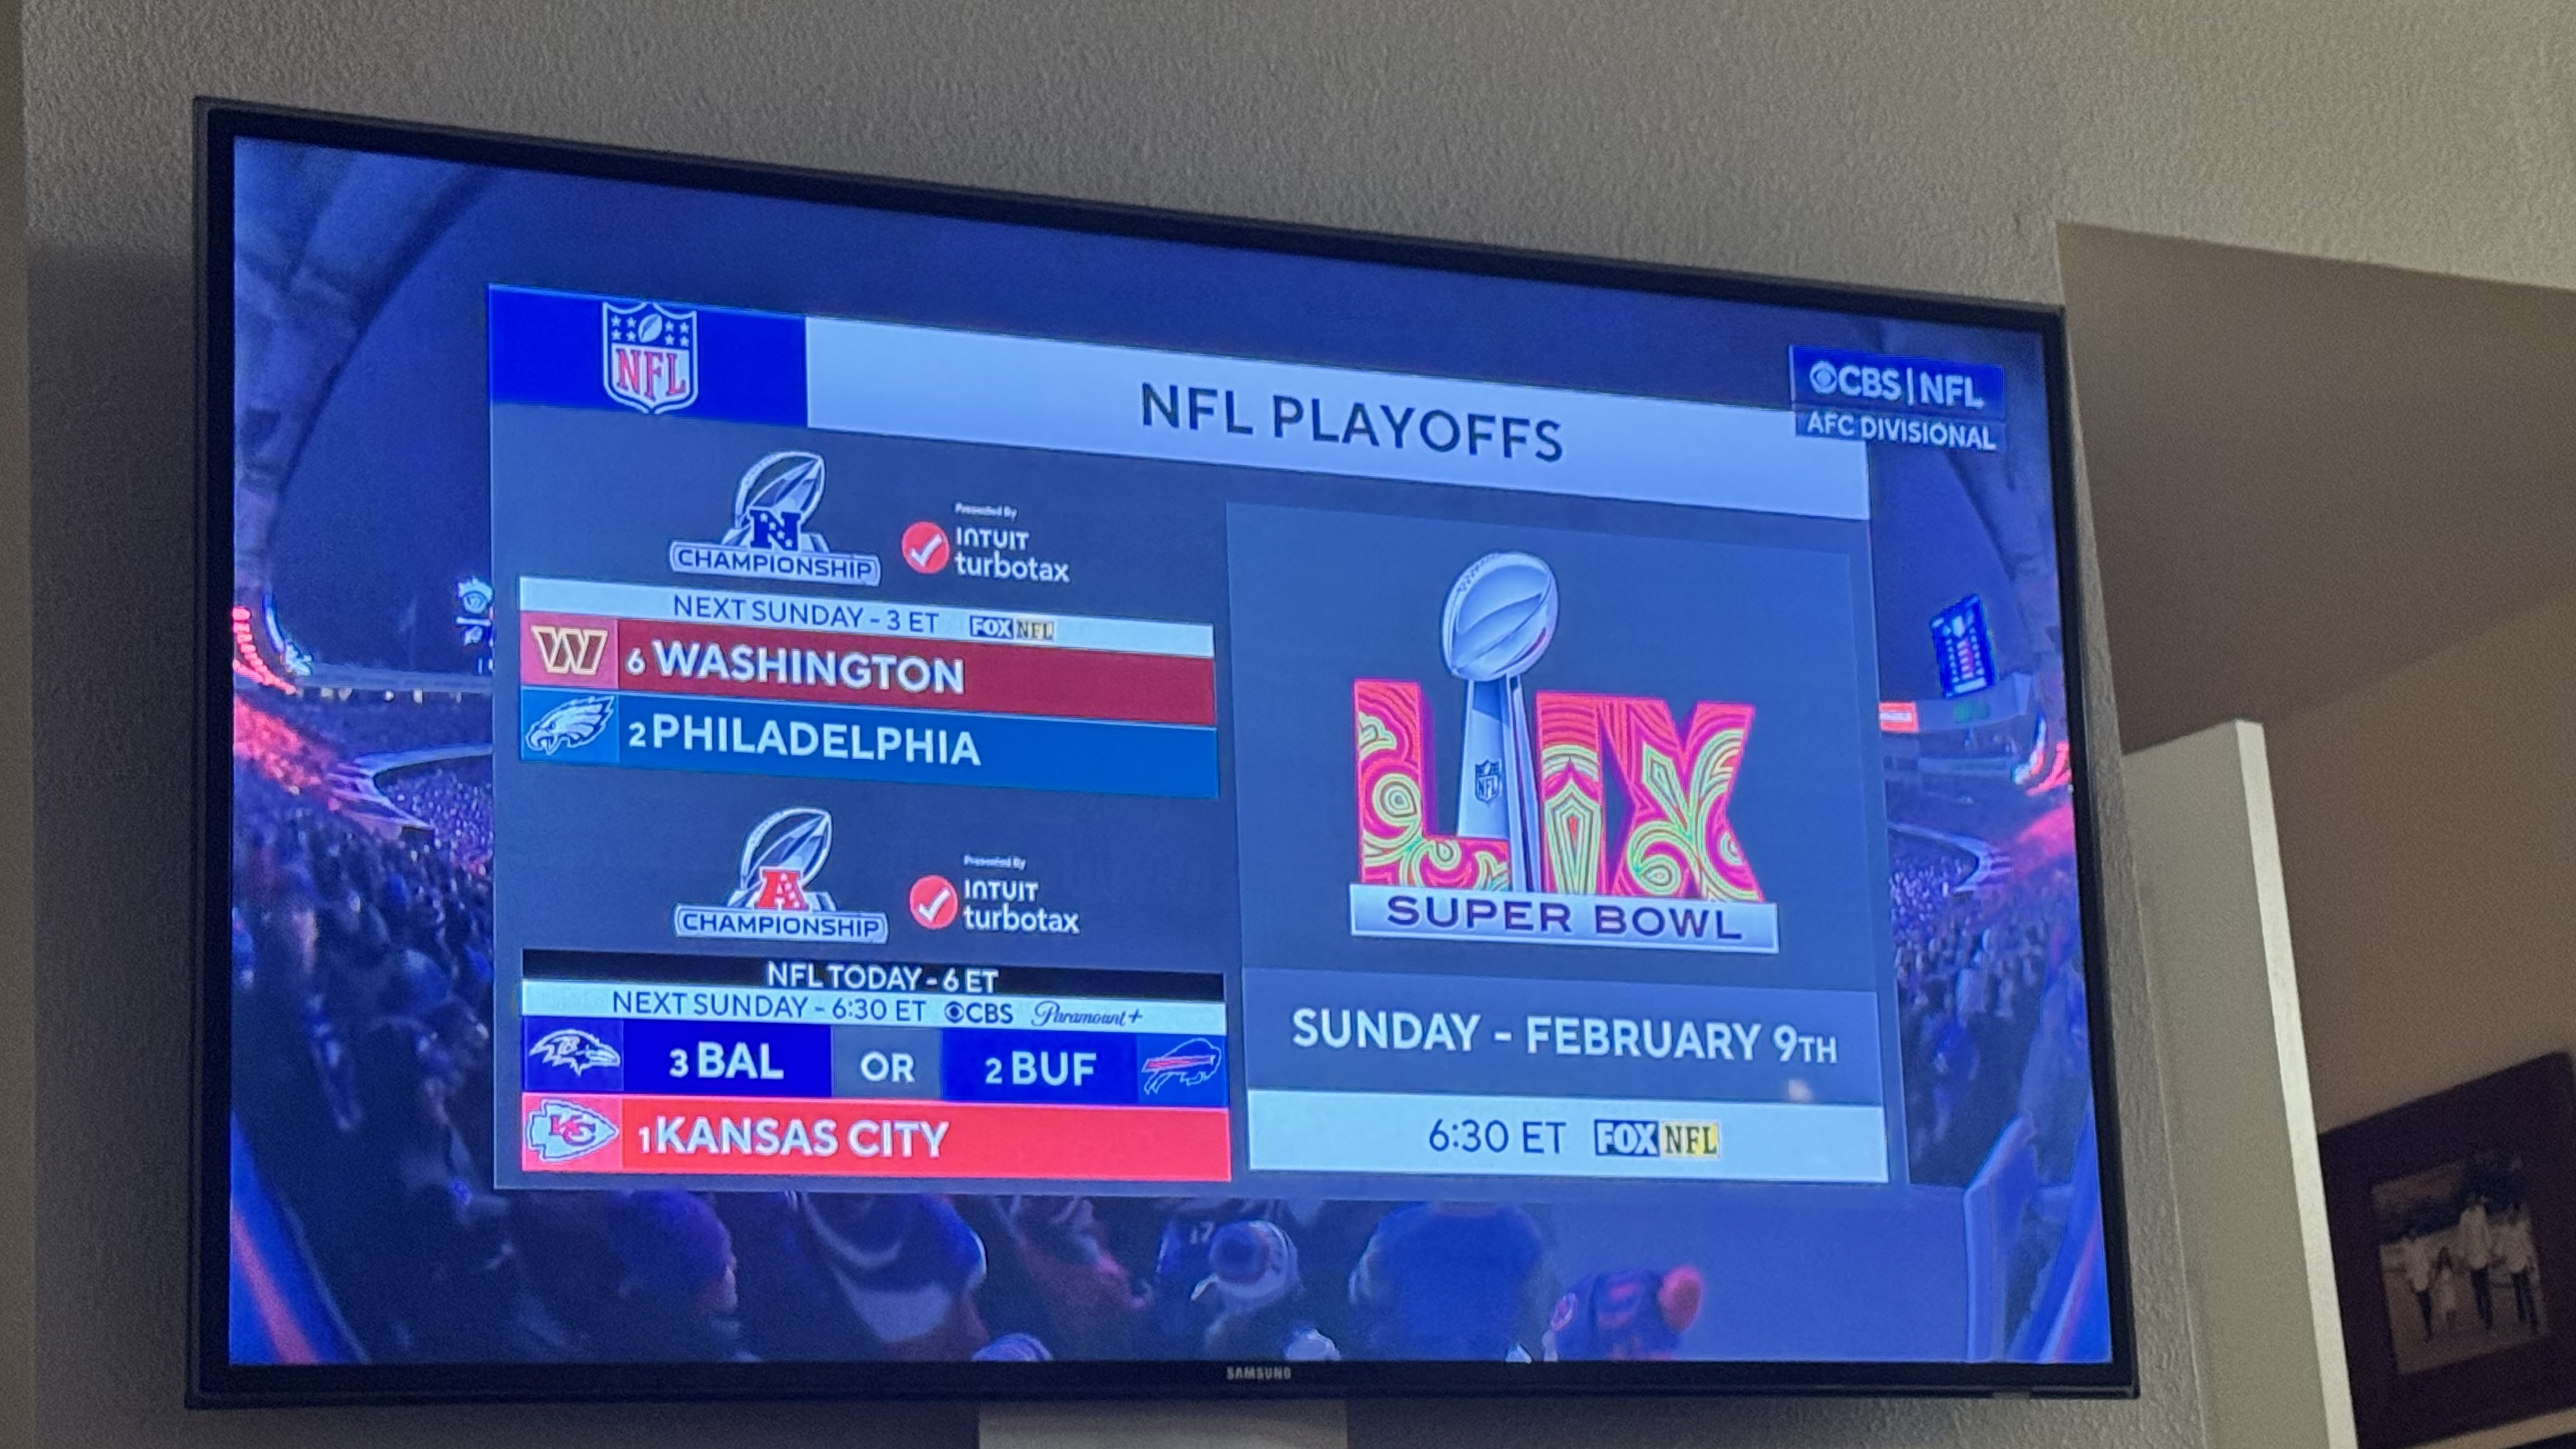 NFL
NFL PLAYOFFS
CBS | NFL
AFC DIVISIONAL
N
CHAMPIONSHIP
Presented By
INTUIT
turbotax
NEXT SUNDAY - 3 ET FOX NFL
W 6 WASHINGTON
2 PHILADELPHIA
A
CHAMPIONSHIP
Presented By
INTUIT
turbotax
NFL TODAY - 6 ET
NEXT SUNDAY - 6:30 ET CBS Paramount+
3 BAL OR 2 BUF
KC 1 KANSAS CITY
NFL
LIX
SUPER BOWL
SUNDAY - FEBRUARY 9TH
6:30 ET FOX NFL
17
SAMSUNG